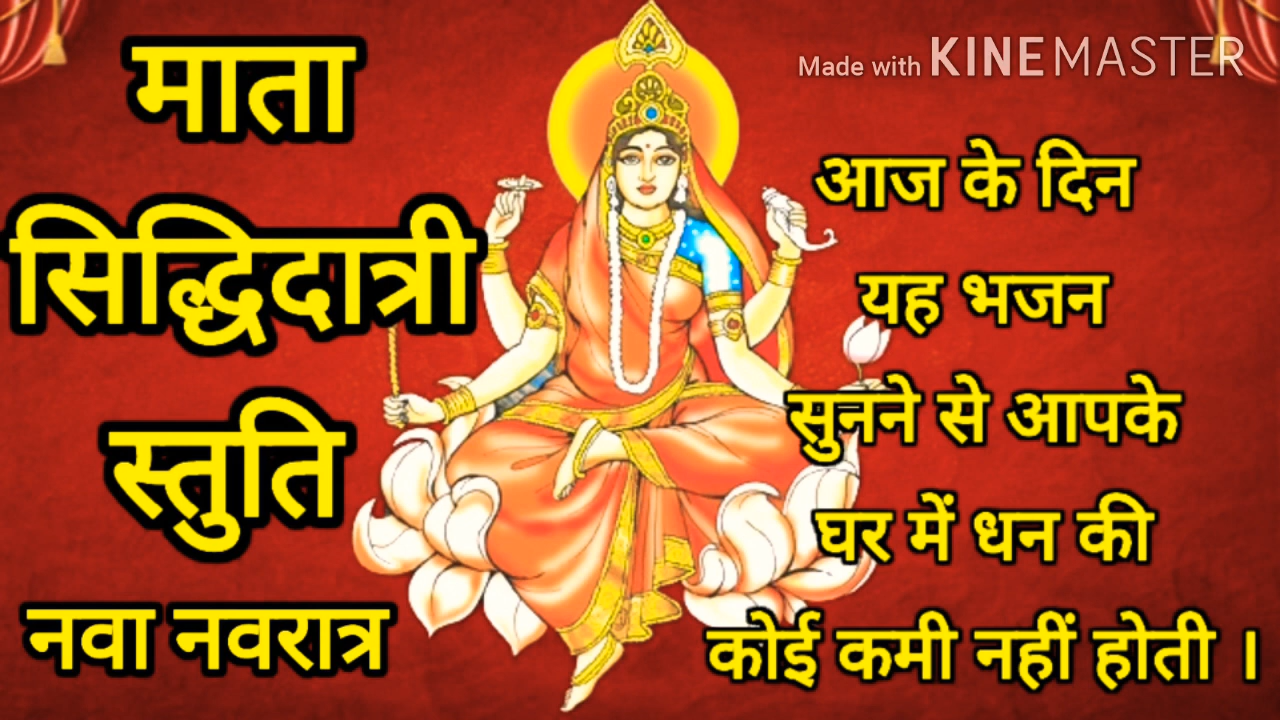 माता
सिद्धिदात्री
स्तुति
नवा नवरात्र
Made with KINEMASTER
आज के दिन
यह भजन
सुनने से आपके
घर में धन की
कोई कमी नहीं होती ।